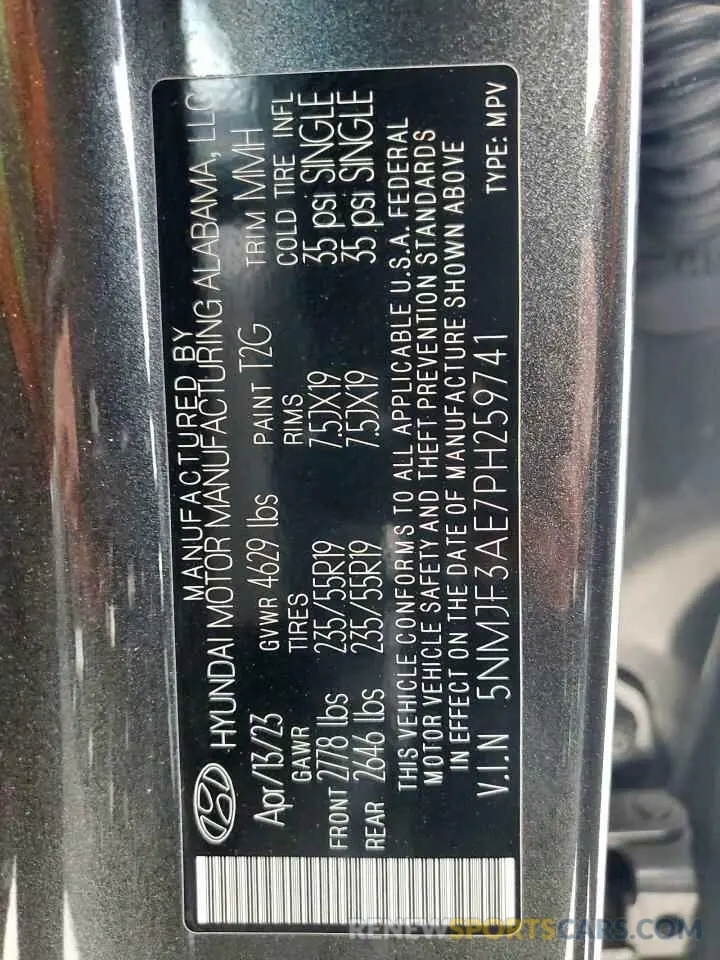 MANUFACTURED BY
HYUNDAI MOTOR MANUFACTURING ALABAMA, LLC
Apr/13/23 GVWR 4629 lbs PAINT T2G TRIM MMH
GAWR TIRES RIMS COLD TIRE INFL
FRONT 2778 lbs 235/55R19 7.5JX19 35 psi SINGLE
REAR 2646 lbs 235/55R19 7.5JX19 35 psi SINGLE
THIS VEHICLE CONFORMS TO ALL APPLICABLE U.S.A. FEDERAL
MOTOR VEHICLE SAFETY AND THEFT PREVENTION STANDARDS
IN EFFECT ON THE DATE OF MANUFACTURE SHOWN ABOVE
V.I.N 5NMJF3AE7PH259741 TYPE: MPV
RENEWSPORTSCARS.COM